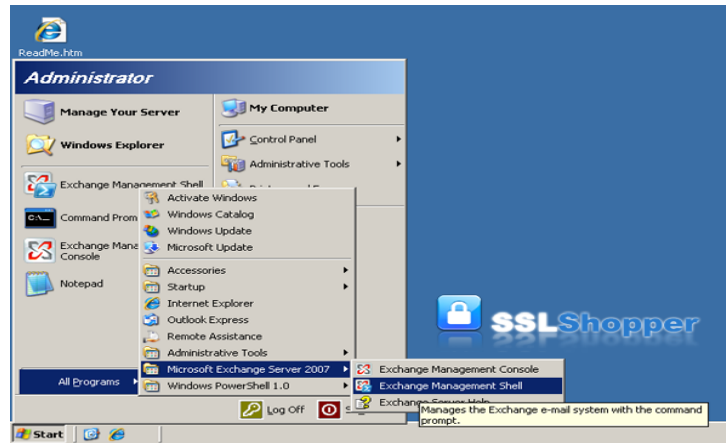 ReadMe.htm
Administrator
Manage Your Server
My Computer
Windows Explorer
Control Panel
Administrative Tools
Exchange Management Shell
Activate Windows
Command Prom
Windows Catalog
Windows Update
Exchange Mana
Console
Microsoft Update
Notepad
Accessories
Startup
Internet Explorer
Outlook Express
Remote Assistance
Administrative Tools
Microsoft Exchange Server 2007
Windows PowerShell 1.0
All Programs
Exchange Management Console
Exchange Management Shell
Exchange Server Help
Manages the Exchange e-mail system with the command
prompt.
Log Off
SSLShopper
Start